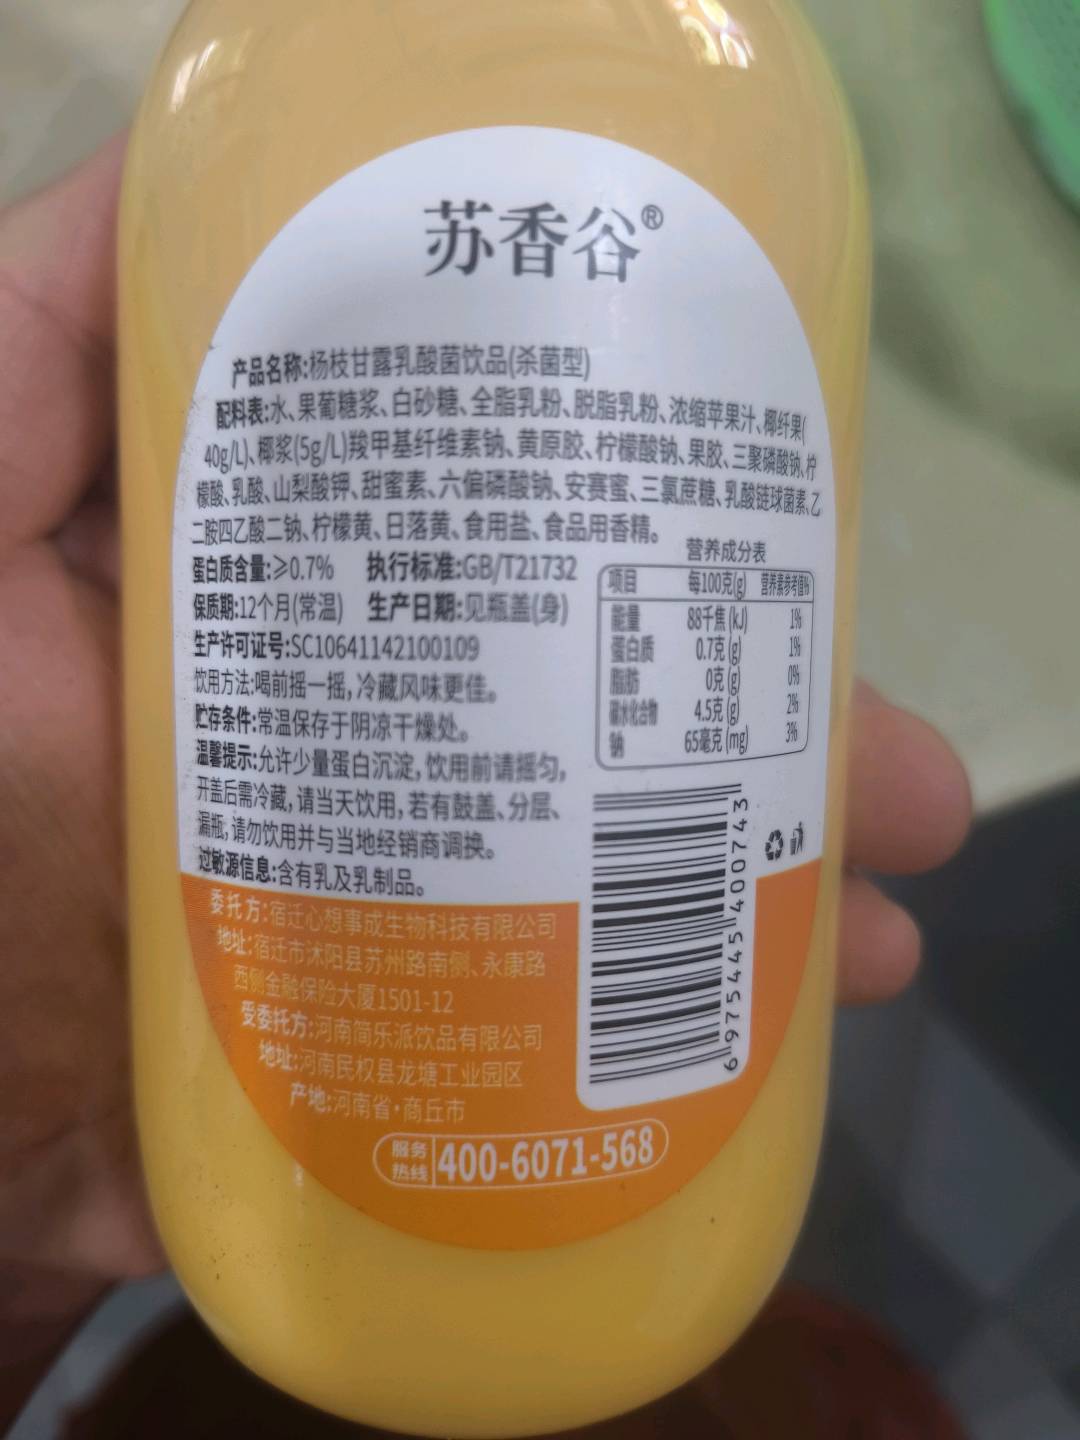 苏香谷®
产品名称:杨枝甘露乳酸菌饮品(杀菌型)
配料表:水、果葡糖浆、白砂糖、全脂乳粉、脱脂乳粉、浓缩苹果汁、椰纤果(
40g/L)、椰浆(5g/L)羧甲基纤维素钠、黄原胶、柠檬酸钠、果胶、三聚磷酸钠、柠
檬酸、乳酸、山梨酸钾、甜蜜素、六偏磷酸钠、安赛蜜、三氯蔗糖、乳酸链球菌素、乙
二胺四乙酸二钠、柠檬黄、日落黄、食用盐、食品用香精。
蛋白质含量:≥0.7% 执行标准:GB/T21732
保质期:12个月(常温) 生产日期:见瓶盖(身)
生产许可证号:SC10641142100109
饮用方法:喝前摇一摇,冷藏风味更佳。
贮存条件:常温保存于阴凉干燥处。
温馨提示:允许少量蛋白沉淀,饮用前请摇匀,
开盖后需冷藏,请当天饮用,若有鼓盖、分层、
漏瓶,请勿饮用并与当地经销商调换。
过敏源信息:含有乳及乳制品。
营养成分表
项目 每100克(g) 营养素参考值%
能量 88千焦(kJ) 1%
蛋白质 0.7克(g) 1%
脂肪 0克(g) 0%
碳水化合物 4.5克(g) 2%
钠 65毫克(mg) 3%
6975445400743
委托方:宿迁心想事成生物科技有限公司
地址:宿迁市沭阳县苏州路南侧、永康路
西侧金融保险大厦1501-12
受委托方:河南简乐派饮品有限公司
地址:河南民权县龙塘工业园区
产地:河南省·商丘市
服务热线 400-6071-568